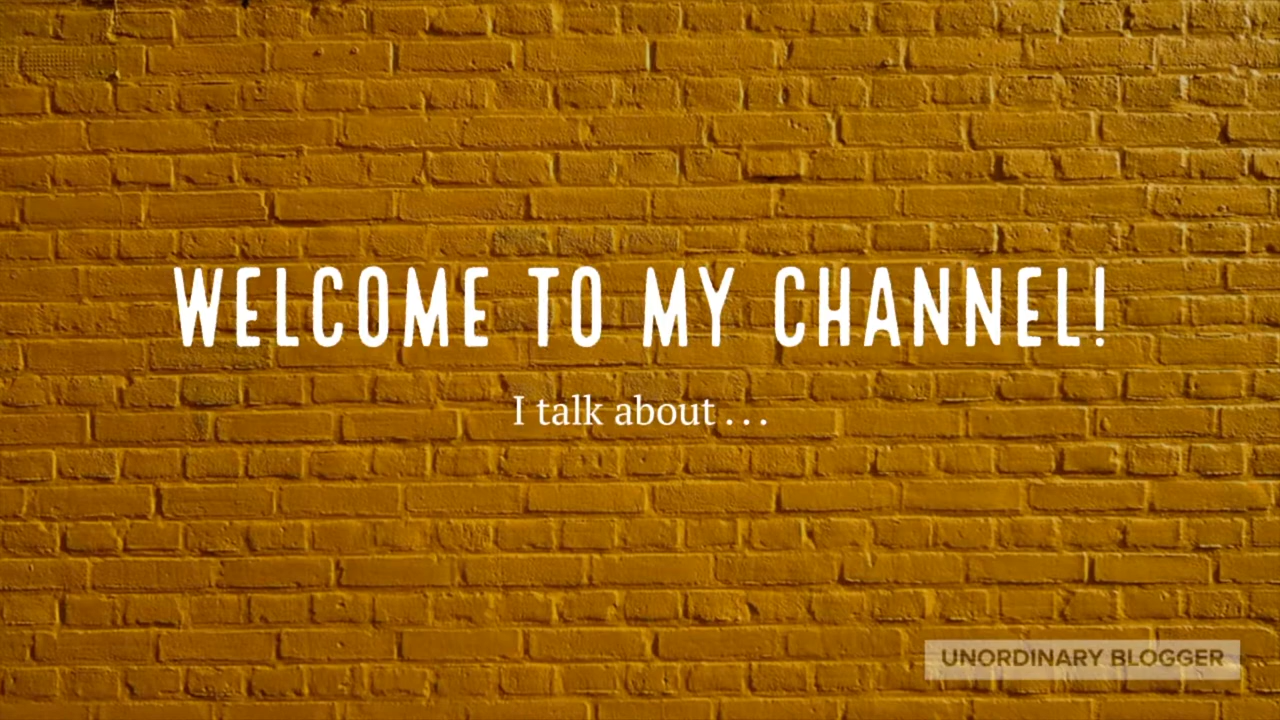 WELCOME TO MY CHANNEL!
I talk about . . .
UNORDINARY BLOGGER